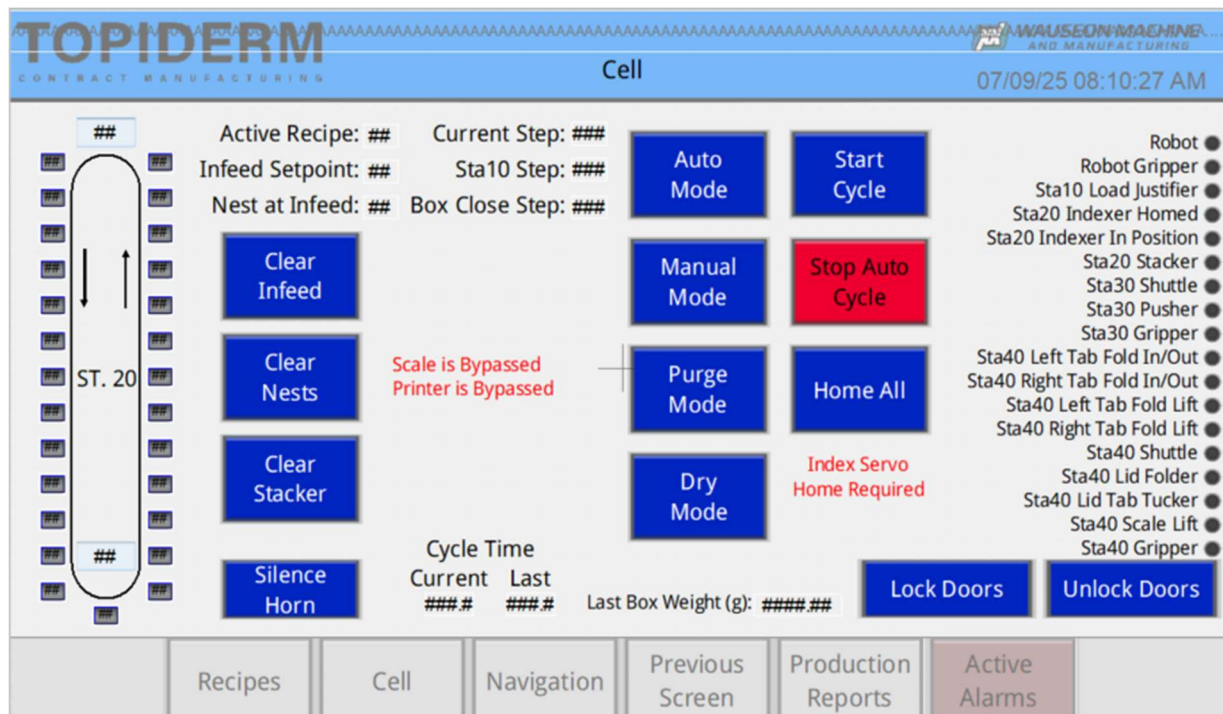 TOPIDERM
CONTRACT MANUFACTURING
Cell
WAUSEON MACHINE
AND MANUFACTURING
07/09/25 08:10:27 AM
##
Active Recipe: ##
Current Step: ###
Infeed Setpoint: ##
Sta10 Step: ###
Nest at Infeed: ##
Box Close Step: ###
ST. 20
##
Clear
Infeed
Clear
Nests
Clear
Stacker
Silence
Horn
Scale is Bypassed
Printer is Bypassed
Cycle Time
Current Last
###.# ###.#
Last Box Weight (g): ####.##
Auto
Mode
Start
Cycle
Manual
Mode
Stop Auto
Cycle
Purge
Mode
Home All
Dry
Mode
Index Servo
Home Required
Robot
Robot Gripper
Sta10 Load Justifier
Sta20 Indexer Homed
Sta20 Indexer In Position
Sta20 Stacker
Sta30 Shuttle
Sta30 Pusher
Sta30 Gripper
Sta40 Left Tab Fold In/Out
Sta40 Right Tab Fold In/Out
Sta40 Left Tab Fold Lift
Sta40 Right Tab Fold Lift
Sta40 Shuttle
Sta40 Lid Folder
Sta40 Lid Tab Tucker
Sta40 Scale Lift
Sta40 Gripper
Lock Doors
Unlock Doors
Recipes
Cell
Navigation
Previous
Screen
Production
Reports
Active
Alarms